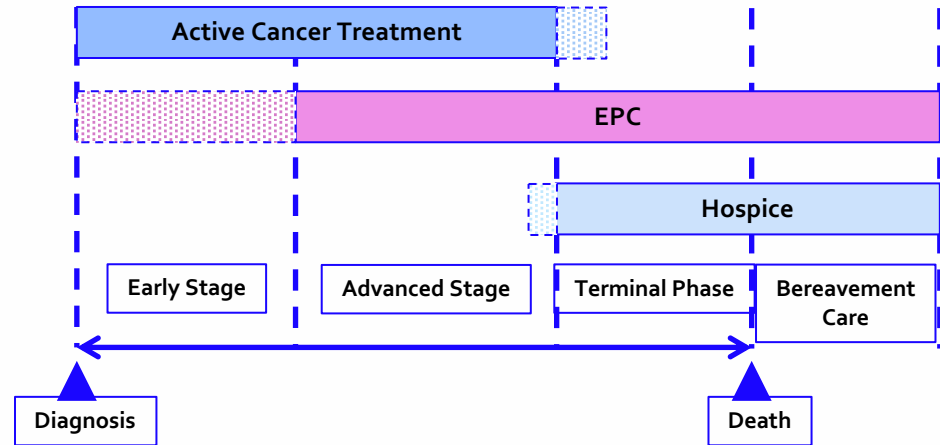 Active Cancer Treatment
EPC
Hospice
Early Stage
Advanced Stage
Terminal Phase
Bereavement
Care
Diagnosis
Death